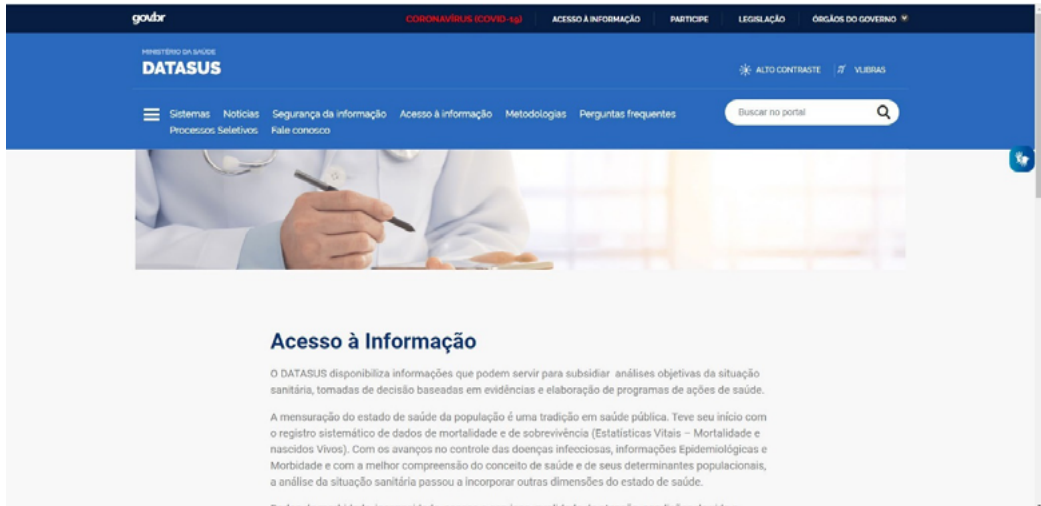 govbr
CORONAVÍRUS (COVID-19) ACESSO À INFORMAÇÃO PARTICIPE LEGISLAÇÃO ÓRGÃOS DO GOVERNO
MINISTÉRIO DA SAÚDE
DATASUS
ALTO CONTRASTE VLIBRAS
Sistemas Notícias Segurança da informação Acesso à informação Metodologias Perguntas frequentes
Processos Seletivos Fale conosco
Buscar no portal
Acesso à Informação
O DATASUS disponibiliza informações que podem servir para subsidiar análises objetivas da situação
sanitária, tomadas de decisão baseadas em evidências e elaboração de programas de ações de saúde.
A mensuração do estado de saúde da população é uma tradição em saúde pública. Teve seu início com
o registro sistemático de dados de mortalidade e de sobrevivência (Estatísticas Vitais – Mortalidade e
nascidos Vivos). Com os avanços no controle das doenças infecciosas, informações Epidemiológicas e
Morbidade e com a melhor compreensão do conceito de saúde e de seus determinantes populacionais,
a análise da situação sanitária passou a incorporar outras dimensões do estado de saúde.